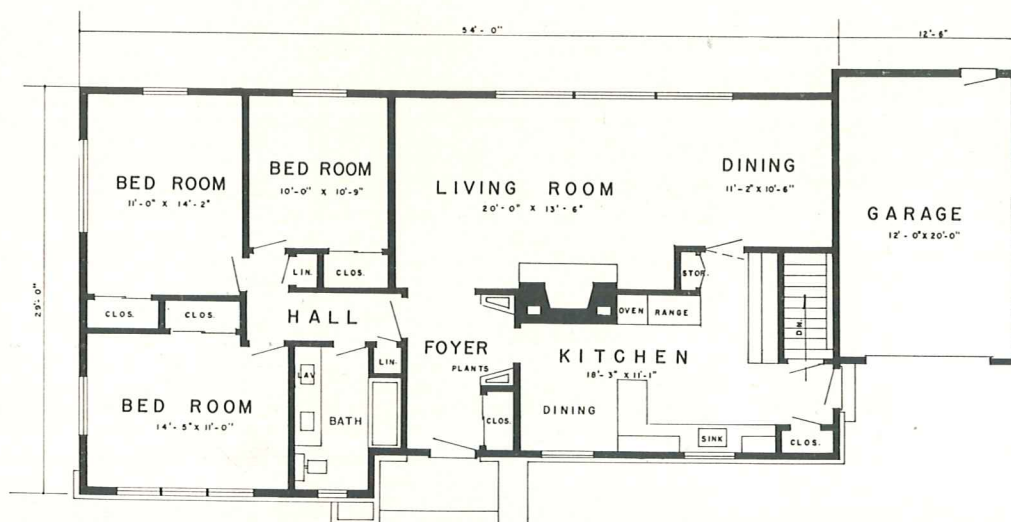 54'-0"
12'-6"
29'-0"
BED ROOM
11'-0" X 14'-2"
BED ROOM
10'-0" X 10'-9"
LIVING ROOM
20'-0" X 13'-6"
DINING
11'-2" X 10'-6"
GARAGE
12'-0" X 20'-0"
LIN.
CLOS.
STOR.
CLOS.
CLOS.
HALL
OVEN
RANGE
DN.
FOYER
PLANTS
KITCHEN
18'-3" X 11'-1"
LAV
LIN.
BED ROOM
14'-5" X 11'-0"
BATH
CLOS.
DINING
SINK
CLOS.